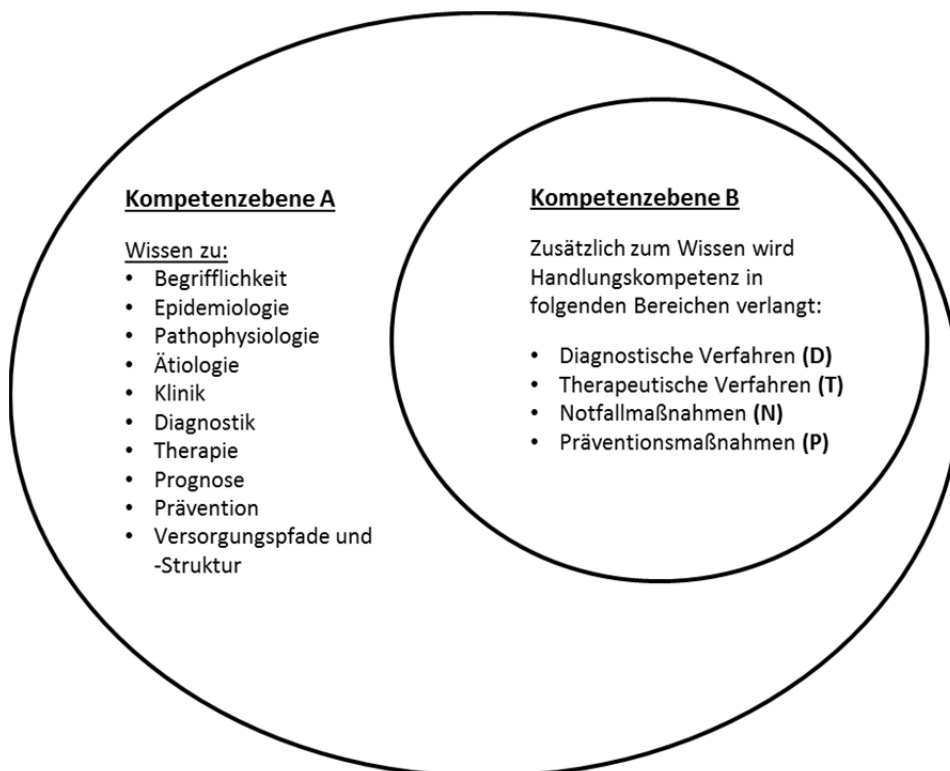 Kompetenzebene A
Wissen zu:
• Begrifflichkeit
• Epidemiologie
• Pathophysiologie
• Ätiologie
• Klinik
• Diagnostik
• Therapie
• Prognose
• Prävention
• Versorgungspfade und
-Struktur
Kompetenzebene B
Zusätzlich zum Wissen wird
Handlungskompetenz in
folgenden Bereichen verlangt:
• Diagnostische Verfahren (D)
• Therapeutische Verfahren (T)
• Notfallmaßnahmen (N)
• Präventionsmaßnahmen (P)